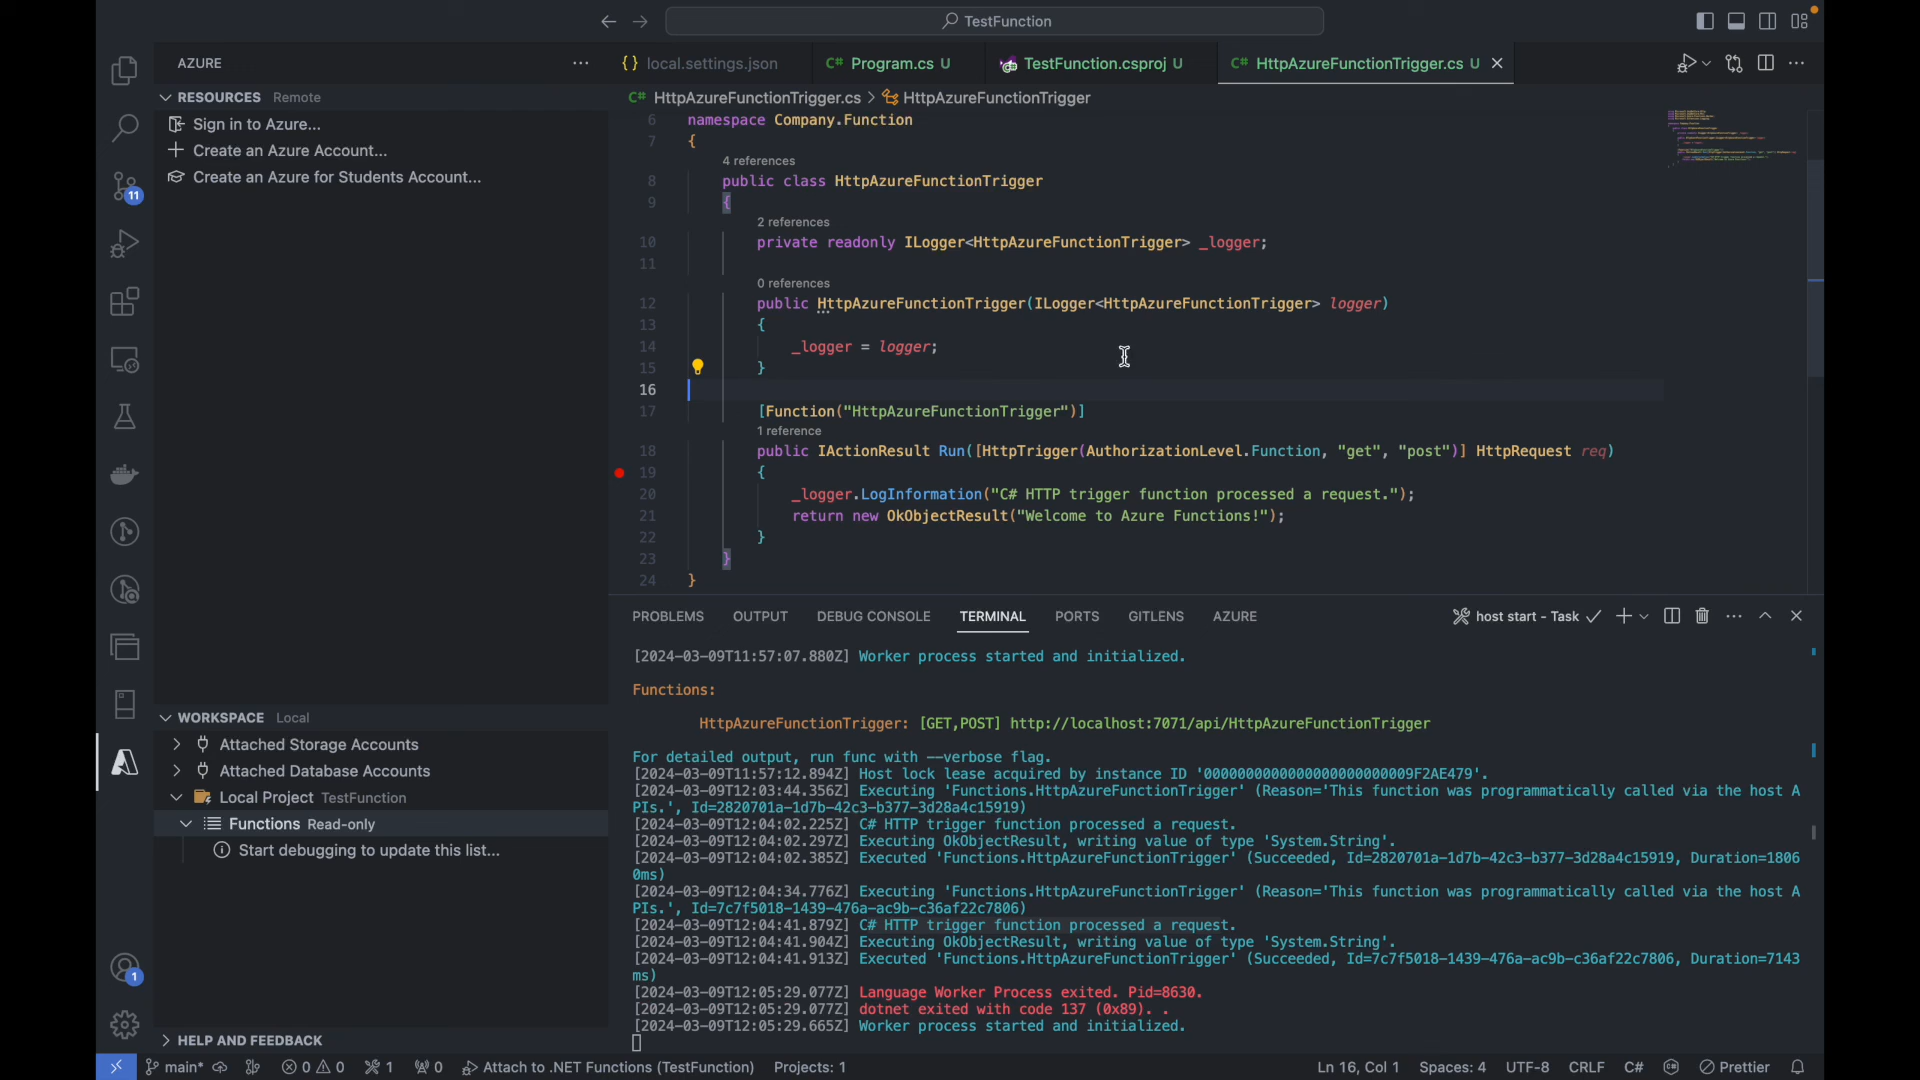 TestFunction
AZURE
RESOURCES Remote
Sign in to Azure...
Create an Azure Account...
Create an Azure for Students Account...
11
WORKSPACE Local
Attached Storage Accounts
Attached Database Accounts
Local Project TestFunction
Functions Read-only
Start debugging to update this list...
1
HELP AND FEEDBACK
{} local.settings.json
C# Program.cs U
TestFunction.csproj U
C# HttpAzureFunctionTrigger.cs U
C# HttpAzureFunctionTrigger.cs > HttpAzureFunctionTrigger
6 namespace Company.Function
7 {
4 references
8 public class HttpAzureFunctionTrigger
9 {
2 references
10 private readonly ILogger<HttpAzureFunctionTrigger> _logger;
11
0 references
12 public HttpAzureFunctionTrigger(ILogger<HttpAzureFunctionTrigger> logger)
13 {
14 _logger = logger;
15 }
16
17 [Function("HttpAzureFunctionTrigger")]
1 reference
18 public IActionResult Run([HttpTrigger(AuthorizationLevel.Function, "get", "post")] HttpRequest req)
19 {
20 _logger.LogInformation("C# HTTP trigger function processed a request.");
21 return new OkObjectResult("Welcome to Azure Functions!");
22 }
23 }
24 }
PROBLEMS OUTPUT DEBUG CONSOLE TERMINAL PORTS GITLENS AZURE
host start - Task
[2024-03-09T11:57:07.880Z] Worker process started and initialized.
Functions:
HttpAzureFunctionTrigger: [GET,POST] http://localhost:7071/api/HttpAzureFunctionTrigger
For detailed output, run func with --verbose flag.
[2024-03-09T11:57:12.894Z] Host lock lease acquired by instance ID '0000000000000000000000009F2AE479'.
[2024-03-09T12:03:44.356Z] Executing 'Functions.HttpAzureFunctionTrigger' (Reason='This function was programmatically called via the host A
PIs.', Id=2820701a-1d7b-42c3-b377-3d28a4c15919)
[2024-03-09T12:04:02.225Z] C# HTTP trigger function processed a request.
[2024-03-09T12:04:02.297Z] Executing OkObjectResult, writing value of type 'System.String'.
[2024-03-09T12:04:02.385Z] Executed 'Functions.HttpAzureFunctionTrigger' (Succeeded, Id=2820701a-1d7b-42c3-b377-3d28a4c15919, Duration=1806
0ms)
[2024-03-09T12:04:34.776Z] Executing 'Functions.HttpAzureFunctionTrigger' (Reason='This function was programmatically called via the host A
PIs.', Id=7c7f5018-1439-476a-ac9b-c36af22c7806)
[2024-03-09T12:04:41.879Z] C# HTTP trigger function processed a request.
[2024-03-09T12:04:41.904Z] Executing OkObjectResult, writing value of type 'System.String'.
[2024-03-09T12:04:41.913Z] Executed 'Functions.HttpAzureFunctionTrigger' (Succeeded, Id=7c7f5018-1439-476a-ac9b-c36af22c7806, Duration=7143
ms)
[2024-03-09T12:05:29.077Z] Language Worker Process exited. Pid=8630.
[2024-03-09T12:05:29.077Z] dotnet exited with code 137 (0x89). .
[2024-03-09T12:05:29.665Z] Worker process started and initialized.
main* 0 0 1 0 Attach to .NET Functions (TestFunction) Projects: 1 Ln 16, Col 1 Spaces: 4 UTF-8 CRLF C# Prettier